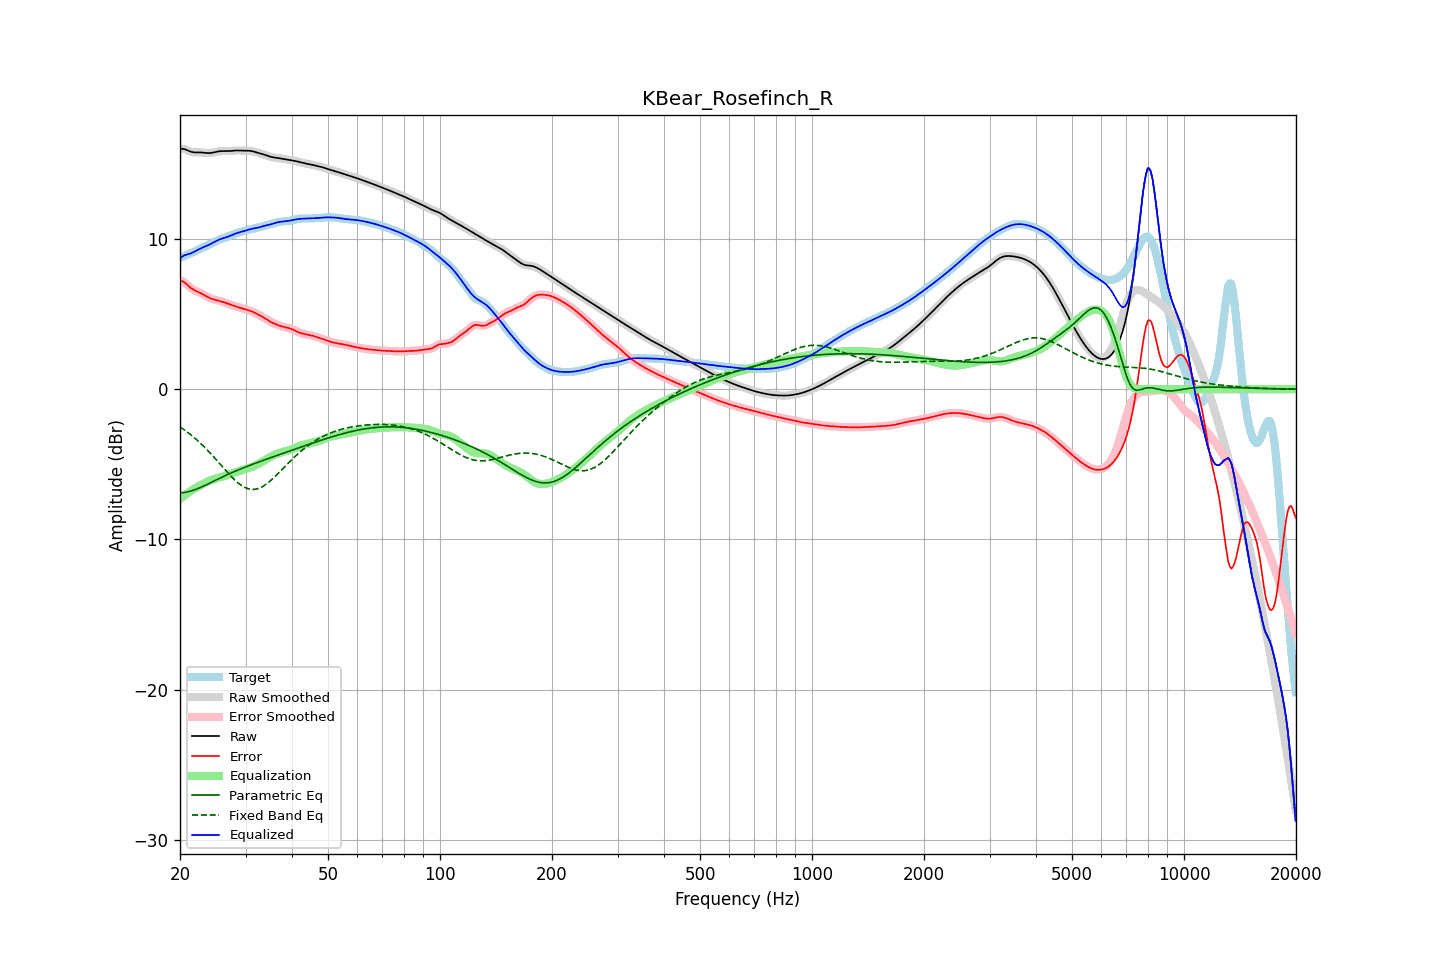 KBear_Rosefinch_R
Amplitude (dBr)
10
0
−10
−20
−30
Target
Raw Smoothed
Error Smoothed
Raw
Error
Equalization
Parametric Eq
Fixed Band Eq
Equalized
20 50 100 200 500 1000 2000 5000 10000 20000
Frequency (Hz)